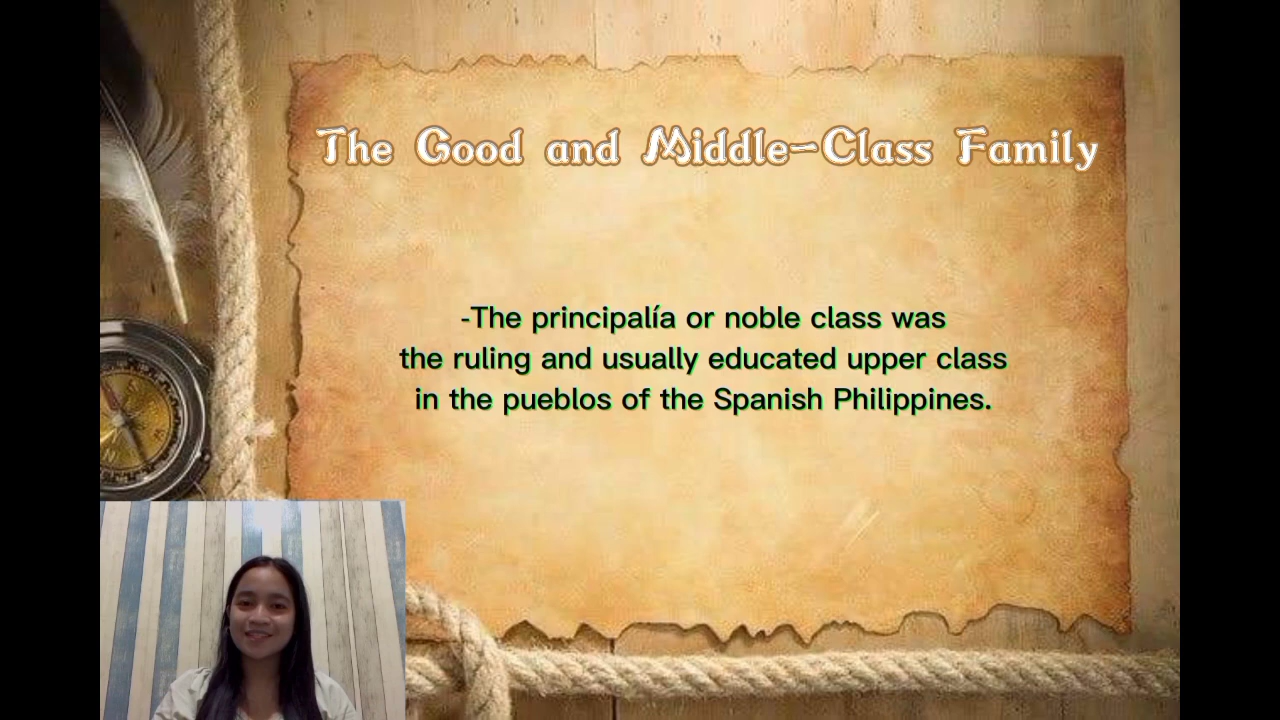 The Good and Middle-Class Family
-The principalía or noble class was
the ruling and usually educated upper class
in the pueblos of the Spanish Philippines.